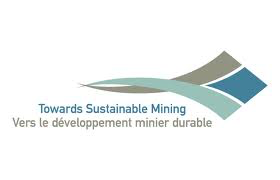 Towards Sustainable Mining
Vers le développement minier durable